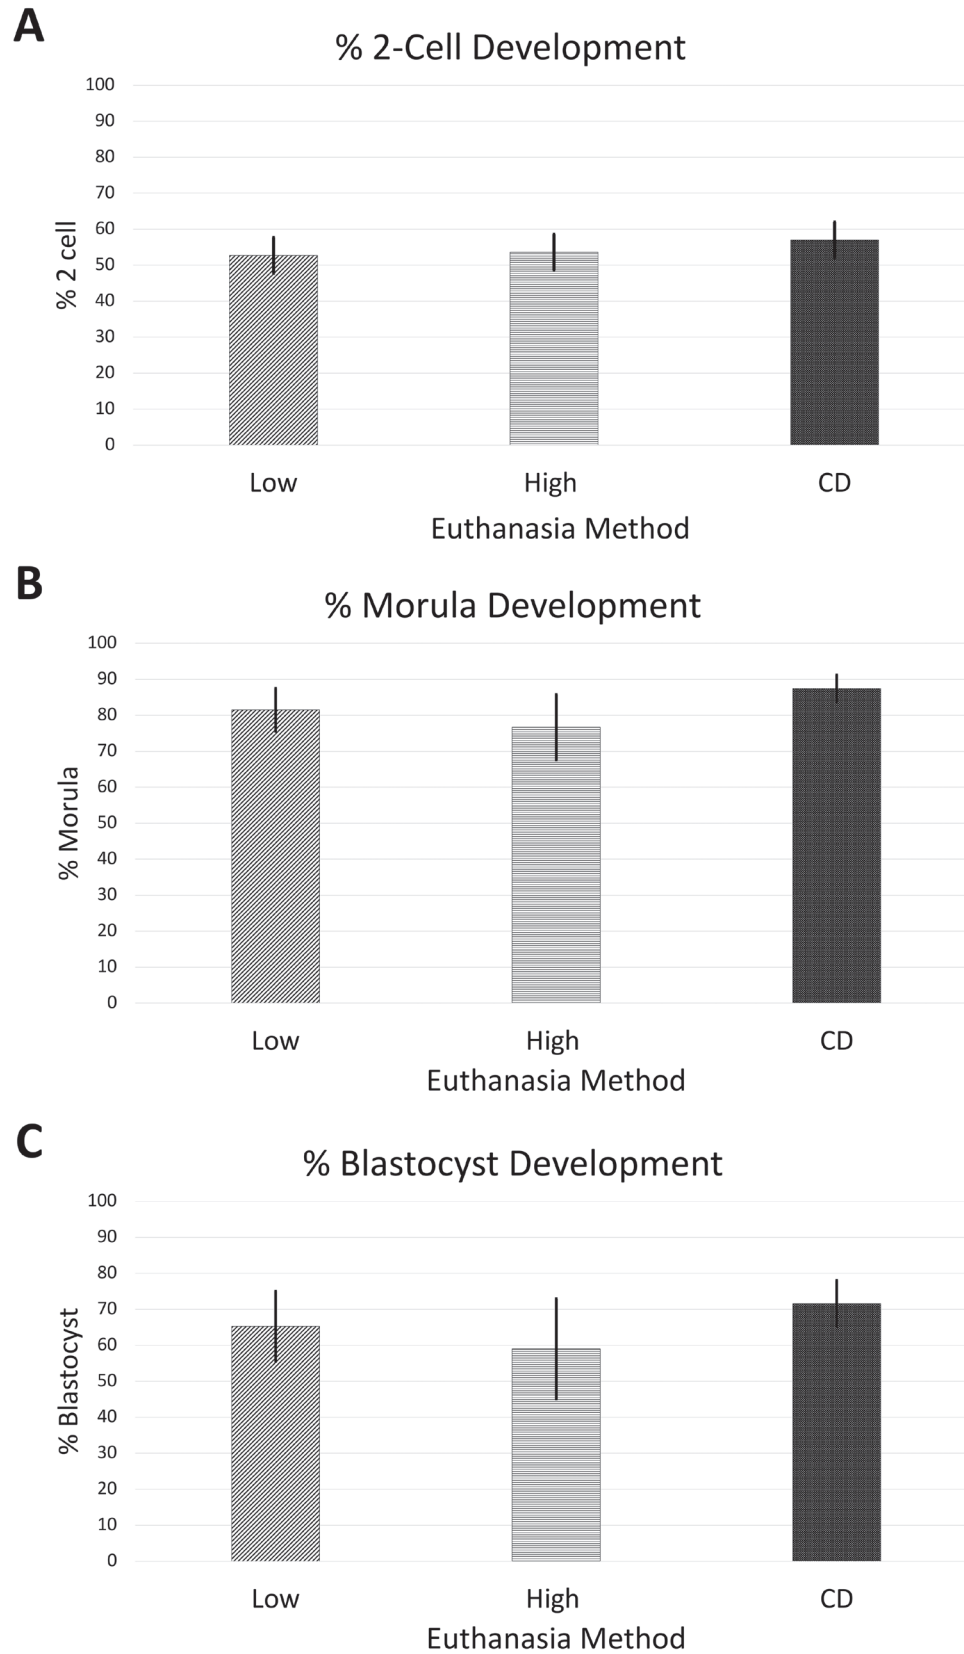 A
% 2-Cell Development
100
90
80
70
60
50
40
30
20
10
0
% 2 cell
Low High CD
Euthanasia Method
B
% Morula Development
100
90
80
70
60
50
40
30
20
10
0
% Morula
Low High CD
Euthanasia Method
C
% Blastocyst Development
100
90
80
70
60
50
40
30
20
10
0
% Blastocyst
Low High CD
Euthanasia Method